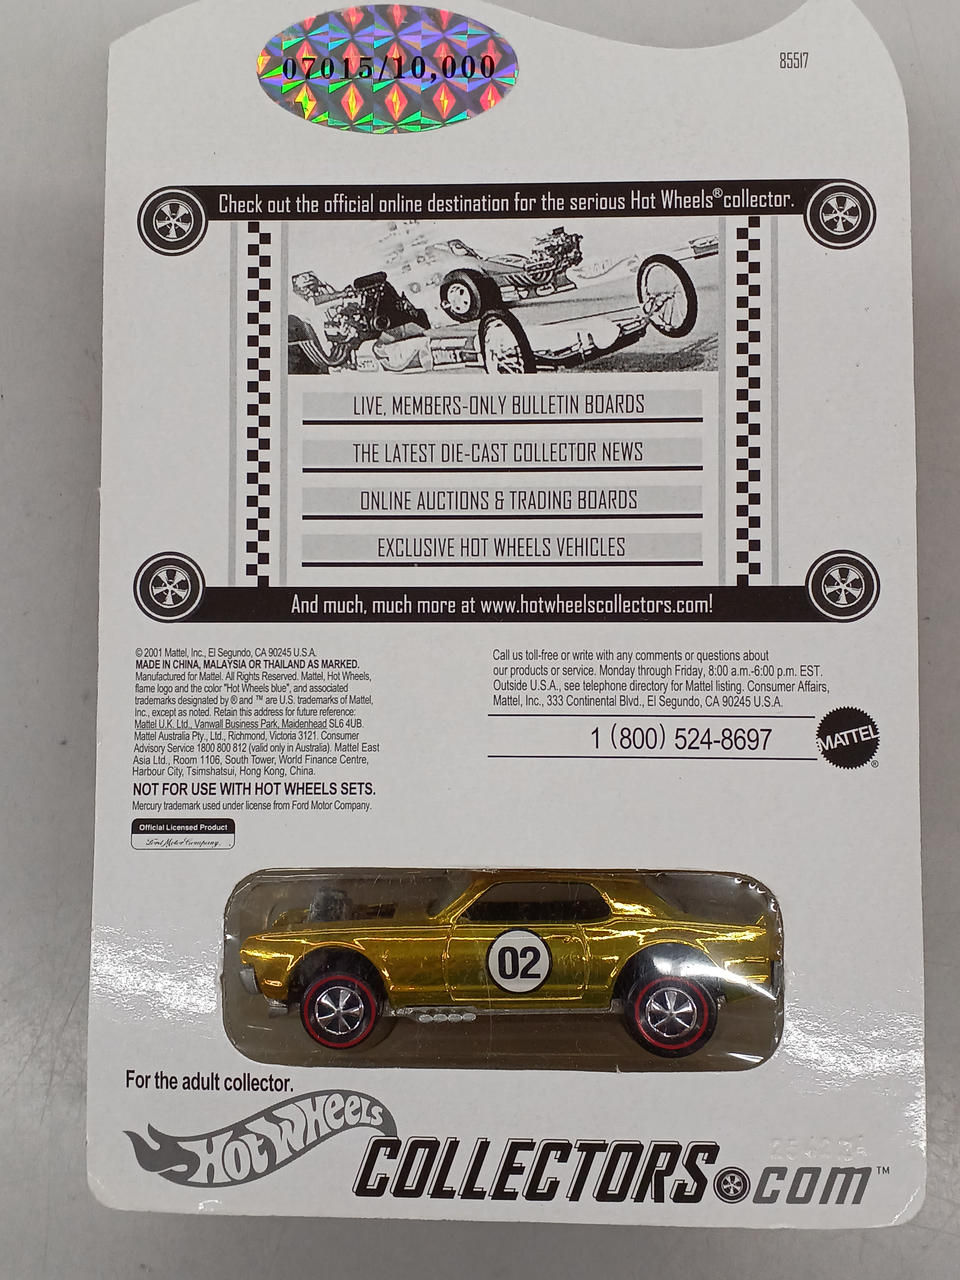 07015/10,000
85517
Check out the official online destination for the serious Hot Wheels® collector.
LIVE, MEMBERS-ONLY BULLETIN BOARDS
THE LATEST DIE-CAST COLLECTOR NEWS
ONLINE AUCTIONS & TRADING BOARDS
EXCLUSIVE HOT WHEELS VEHICLES
And much, much more at www.hotwheelscollectors.com!
© 2001 Mattel, Inc., El Segundo, CA 90245 U.S.A.
MADE IN CHINA, MALAYSIA OR THAILAND AS MARKED.
Manufactured for Mattel. All Rights Reserved. Mattel, Hot Wheels,
flame logo and the color "Hot Wheels blue", and associated
trademarks designated by ® and ™ are U.S. trademarks of Mattel,
Inc., except as noted. Retain this address for future reference:
Mattel U.K. Ltd., Vanwall Business Park, Maidenhead SL6 4UB.
Mattel Australia Pty., Ltd., Richmond, Victoria 3121. Consumer
Advisory Service 1800 800 812 (valid only in Australia). Mattel East
Asia Ltd., Room 1106, South Tower, World Finance Centre,
Harbour City, Tsimshatsui, Hong Kong, China.
NOT FOR USE WITH HOT WHEELS SETS.
Mercury trademark used under license from Ford Motor Company.
Official Licensed Product
Ford Motor Company.
Call us toll-free or write with any comments or questions about
our products or service. Monday through Friday, 8:00 a.m.-6:00 p.m. EST.
Outside U.S.A., see telephone directory for Mattel listing. Consumer Affairs,
Mattel, Inc., 333 Continental Blvd., El Segundo, CA 90245 U.S.A.
1 (800) 524-8697
MATTEL®
02
For the adult collector.
Hot Wheels
COLLECTORS.com™